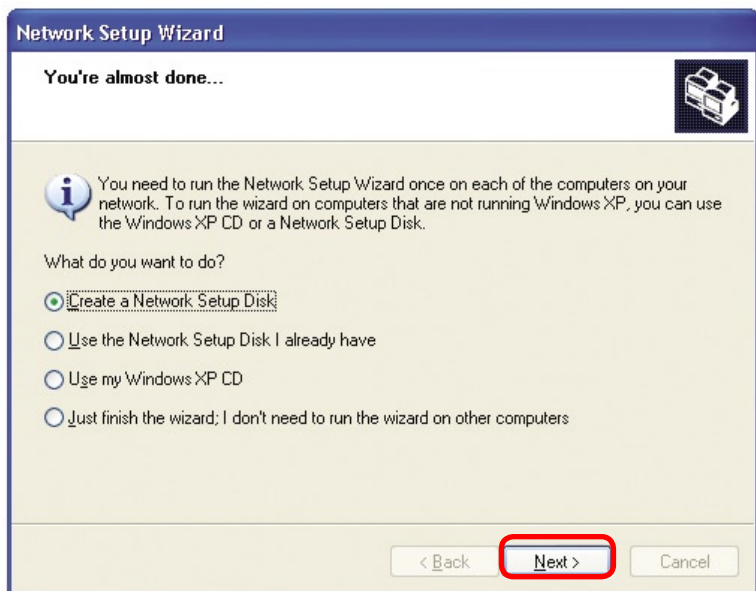 Network Setup Wizard
You're almost done...
You need to run the Network Setup Wizard once on each of the computers on your
network. To run the wizard on computers that are not running Windows XP, you can use
the Windows XP CD or a Network Setup Disk.
What do you want to do?
Create a Network Setup Disk
Use the Network Setup Disk I already have
Use my Windows XP CD
Just finish the wizard; I don't need to run the wizard on other computers
< Back Next > Cancel